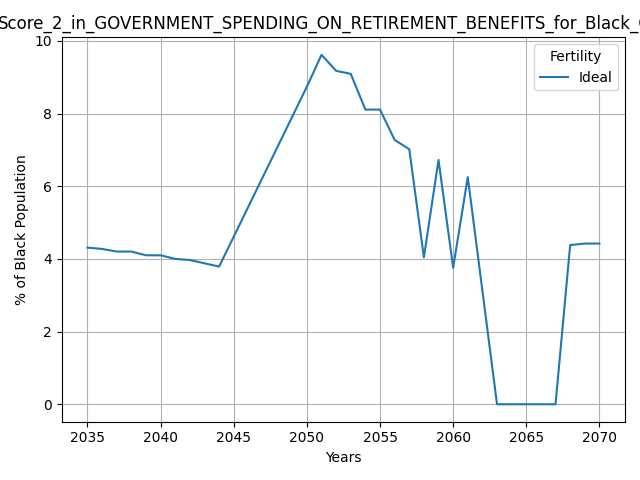 Score_2_in_GOVERNMENT_SPENDING_ON_RETIREMENT_BENEFITS_for_Black_
Fertility
Ideal
% of Black Population
10
8
6
4
2
0
2035 2040 2045 2050 2055 2060 2065 2070
Years